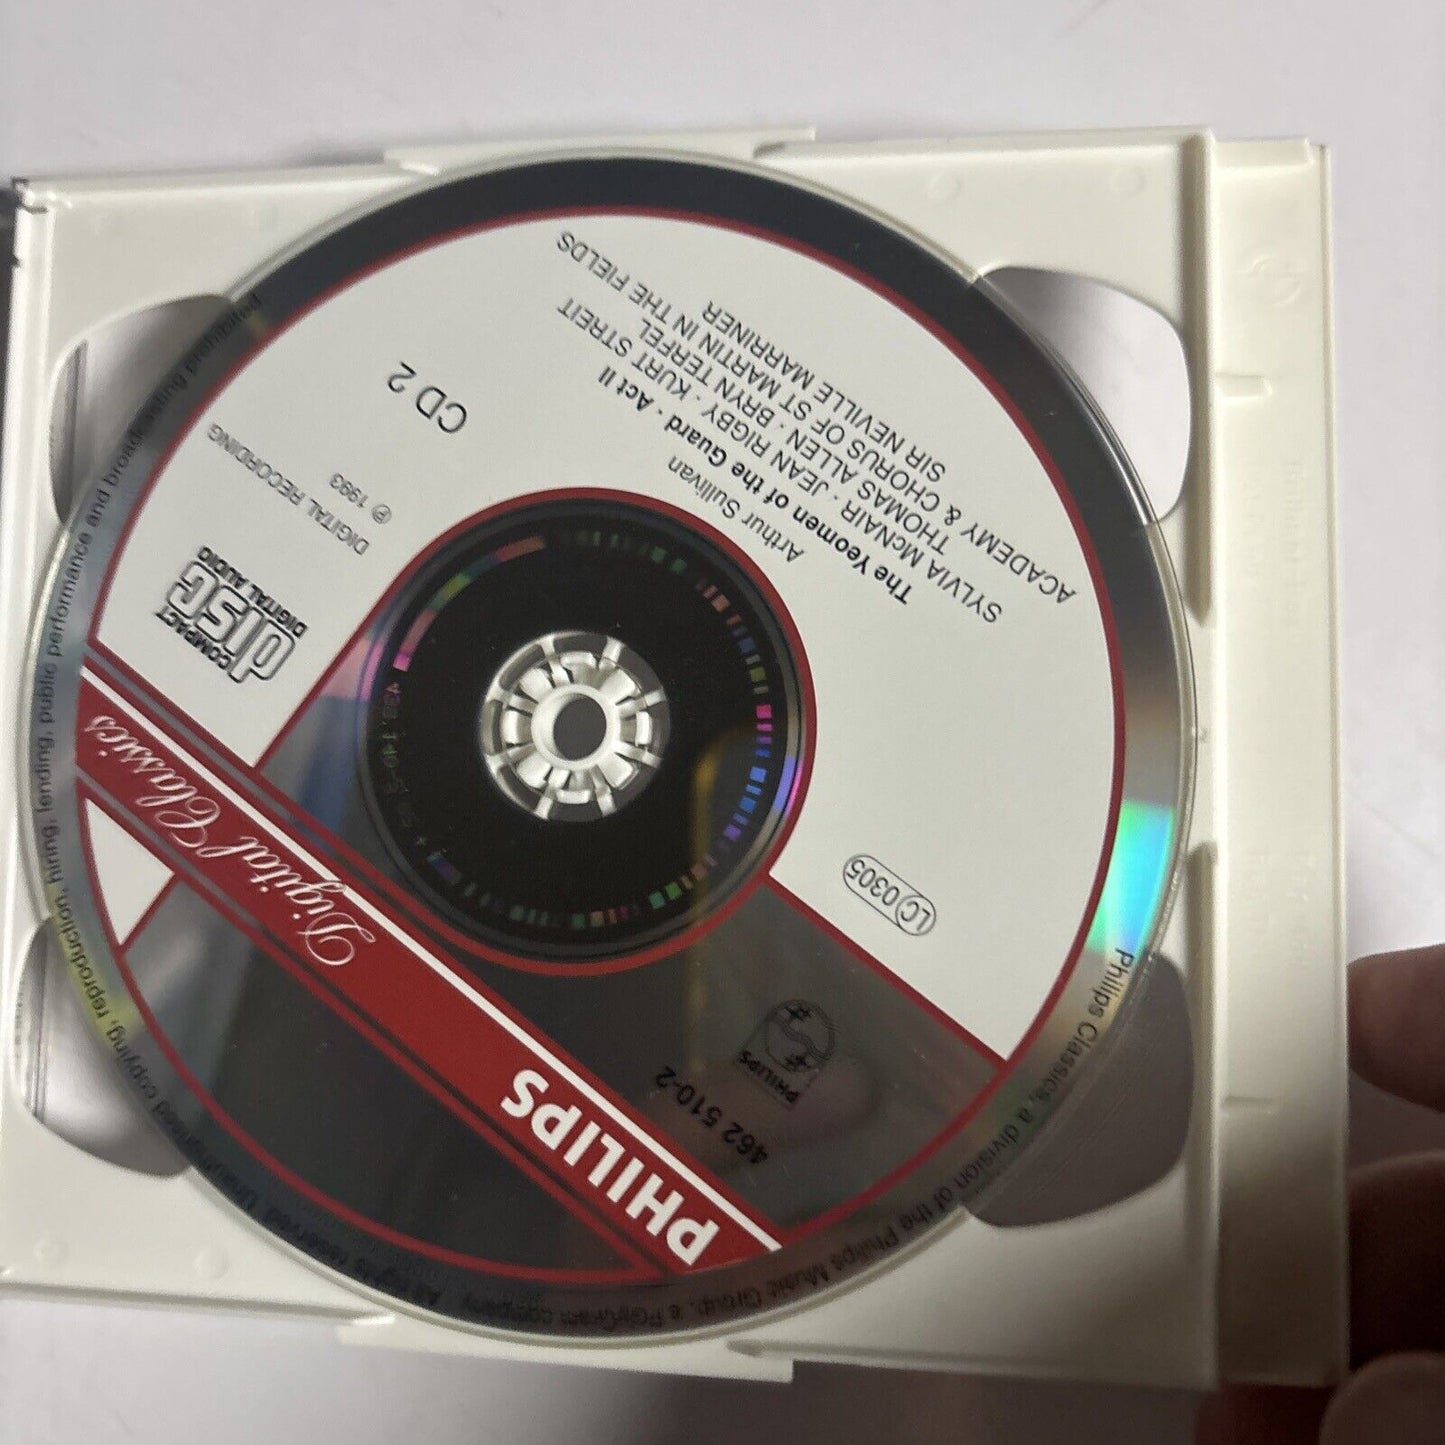 PHILIPS
Digital Classics
462 510-2
PHILIPS
LC 0305
Arthur Sullivan
The Yeomen of the Guard - Act II
SYLVIA McNAIR - JEAN RIGBY - KURT STREIT
THOMAS ALLEN - BRYN TERFEL
ACADEMY & CHORUS OF ST MARTIN IN THE FIELDS
SIR NEVILLE MARRINER
CD 2
℗ 1993
DIGITAL RECORDING
COMPACT
disc
DIGITAL AUDIO
Philips Classics, a division of the Philips Music Group, a PolyGram company. All rights reserved. Unauthorised copying, reproduction, hiring, lending, public performance and broadcasting prohibited